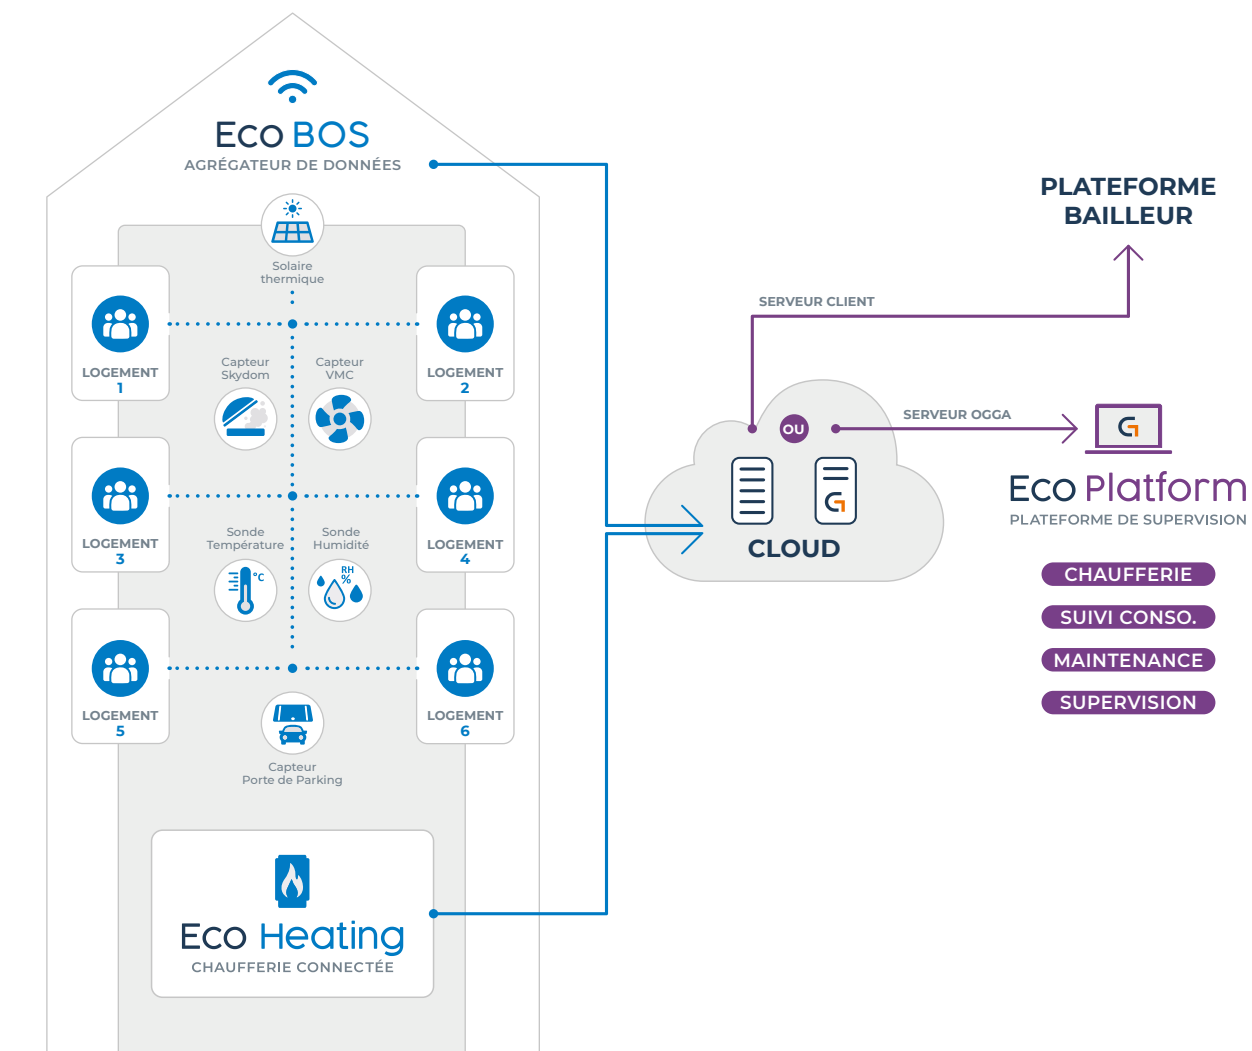 Eco BOS
AGRÉGATEUR DE DONNÉES
Solaire
thermique
LOGEMENT
1
LOGEMENT
2
Capteur
Skydom
Capteur
VMC
LOGEMENT
3
LOGEMENT
4
Sonde
Température
Sonde
Humidité
°C
RH
%
LOGEMENT
5
LOGEMENT
6
Capteur
Porte de Parking
Eco Heating
CHAUFFERIE CONNECTÉE
PLATEFORME
BAILLEUR
SERVEUR CLIENT
SERVEUR OGGA
OU
CLOUD
Eco Platform
PLATEFORME DE SUPERVISION
CHAUFFERIE
SUIVI CONSO.
MAINTENANCE
SUPERVISION